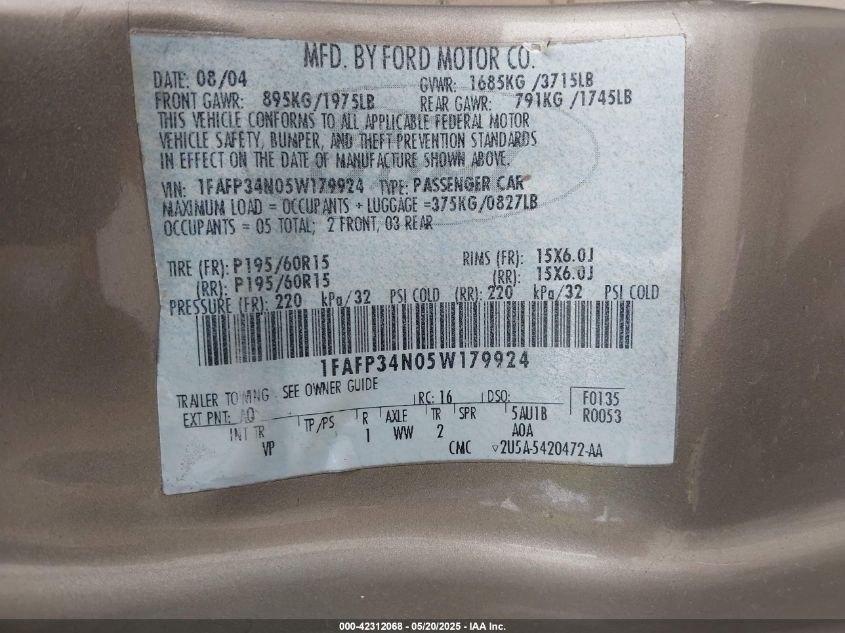 MFD. BY FORD MOTOR CO.
DATE: 08/04 GVWR: 1685KG /3715LB
FRONT GAWR: 895KG/1975LB REAR GAWR: 791KG /1745LB
THIS VEHICLE CONFORMS TO ALL APPLICABLE FEDERAL MOTOR
VEHICLE SAFETY, BUMPER, AND THEFT PREVENTION STANDARDS
IN EFFECT ON THE DATE OF MANUFACTURE SHOWN ABOVE.
VIN: 1FAFP34N05W179924 TYPE: PASSENGER CAR
MAXIMUM LOAD = OCCUPANTS + LUGGAGE =375KG/0827LB
OCCUPANTS = 05 TOTAL; 2 FRONT, 03 REAR
TIRE (FR): P195/60R15 RIMS (FR): 15X6.0J
(RR): P195/60R15 (RR): 15X6.0J
PRESSURE (FR): 220 kPa/32 PSI COLD (RR): 220 kPa/32 PSI COLD
1FAFP34N05W179924
TRAILER TOWING - SEE OWNER GUIDE RC: 16 DSO: F0135
EXT PNT: AQ TP/PS R AXLE TR SPR 5AU1B R0053
INT TR 1 WW 2 AOA
VP CMC 2U5A-5420472-AA
000-42312068 - 05/20/2025 - IAA Inc.